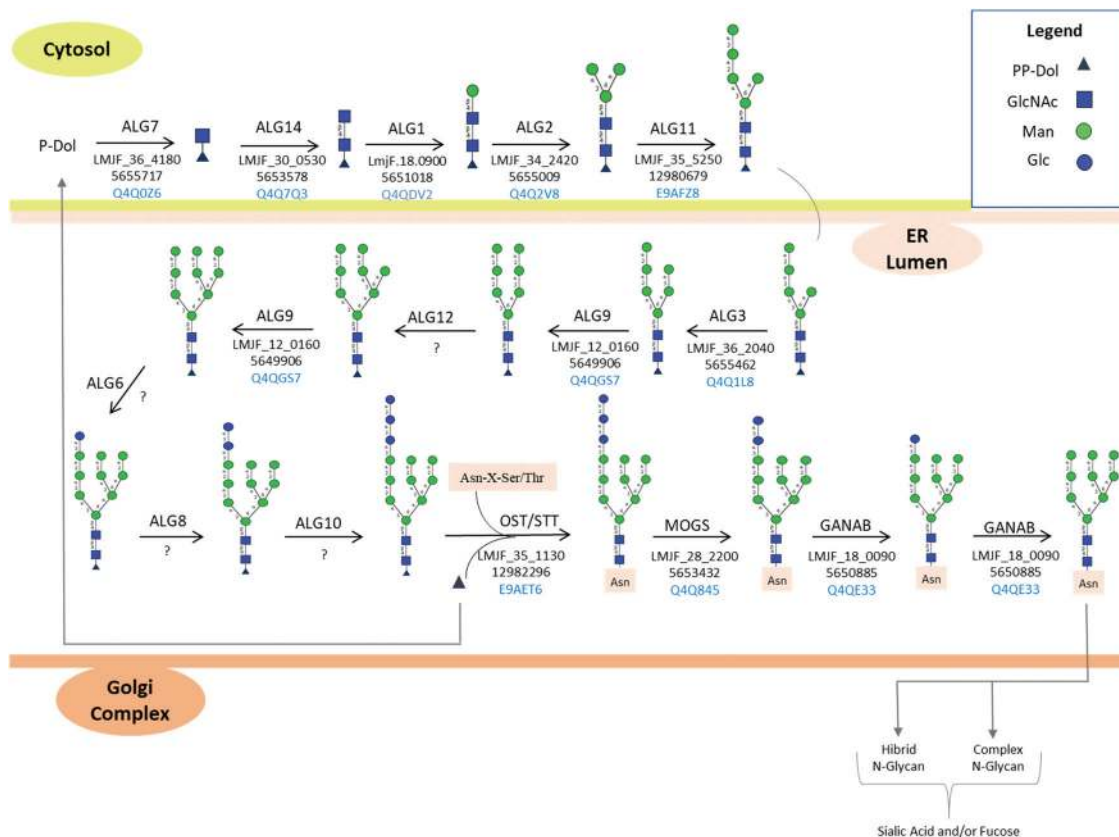 Cytosol
Legend
PP-Dol
GlcNAc
Man
Glc
P-Dol
ALG7
LMJF_36_4180
5655717
Q4Q0Z6
ALG14
LMJF_30_0530
5653578
Q4Q7Q3
ALG1
LmjF.18.0900
5651018
Q4QDV2
ALG2
LMJF_34_2420
5655009
Q4Q2V8
ALG11
LMJF_35_5250
12980679
E9AFZ8
ER
Lumen
ALG9
LMJF_12_0160
5649906
Q4QGS7
ALG12
?
ALG9
LMJF_12_0160
5649906
Q4QGS7
ALG3
LMJF_36_2040
5655462
Q4Q1L8
ALG6
?
ALG8
?
ALG10
?
Asn-X-Ser/Thr
OST/STT
LMJF_35_1130
12982296
E9AET6
Asn
MOGS
LMJF_28_2200
5653432
Q4Q845
Asn
GANAB
LMJF_18_0090
5650885
Q4QE33
Asn
GANAB
LMJF_18_0090
5650885
Q4QE33
Asn
Golgi
Complex
Hibrid
N-Glycan
Complex
N-Glycan
Sialic Acid and/or Fucose